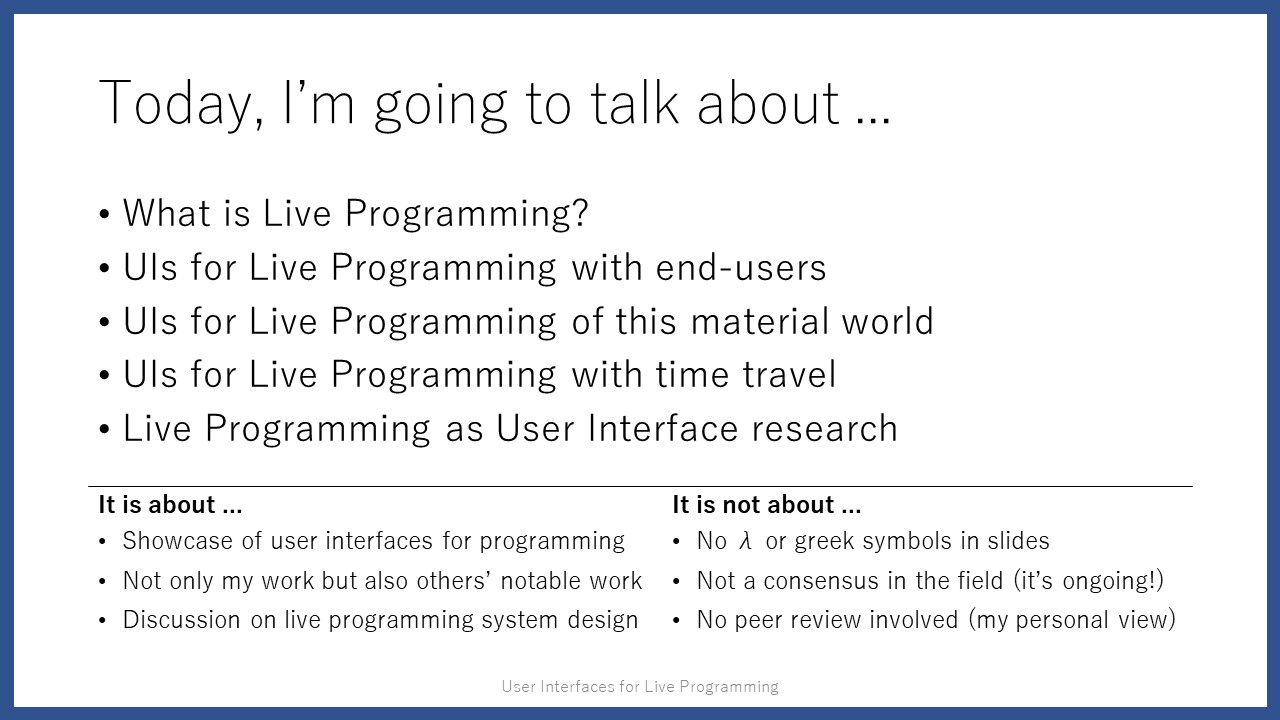 Today, I’m going to talk about ...
• What is Live Programming?
• UIs for Live Programming with end-users
• UIs for Live Programming of this material world
• UIs for Live Programming with time travel
• Live Programming as User Interface research
It is about ...
• Showcase of user interfaces for programming
• Not only my work but also others’ notable work
• Discussion on live programming system design
It is not about ...
• No λ or greek symbols in slides
• Not a consensus in the field (it’s ongoing!)
• No peer review involved (my personal view)
User Interfaces for Live Programming